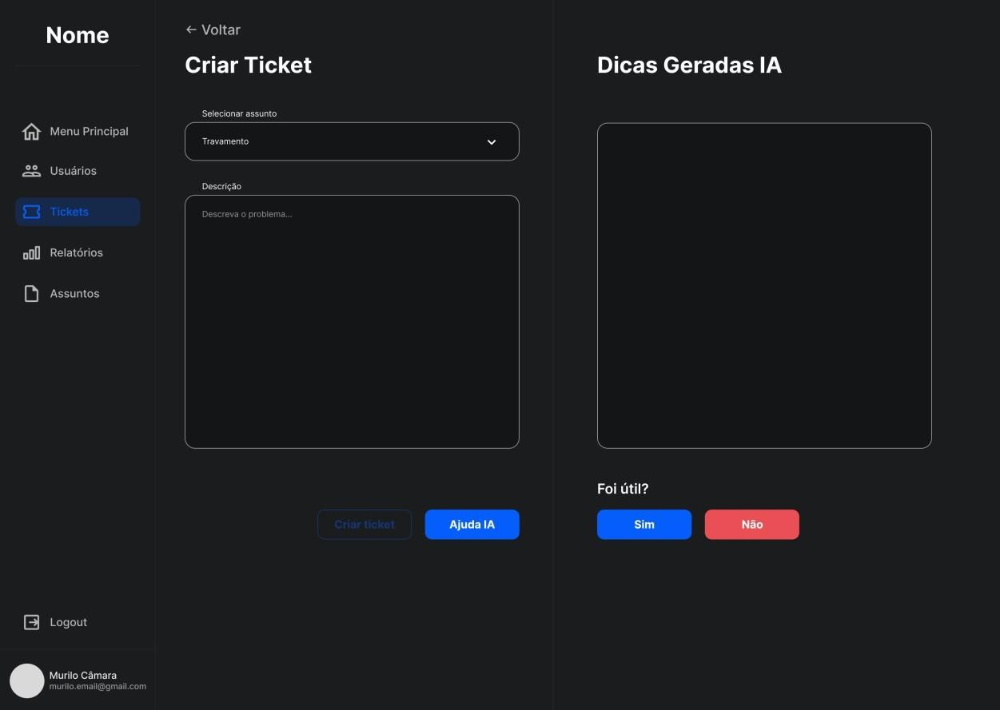 Nome
Menu Principal
Usuários
Tickets
Relatórios
Assuntos
Logout
Murilo Câmara
murilo.email@gmail.com
← Voltar
Criar Ticket
Selecionar assunto
Travamento
Descrição
Descreva o problema...
Criar ticket
Ajuda IA
Dicas Geradas IA
Foi útil?
Sim
Não